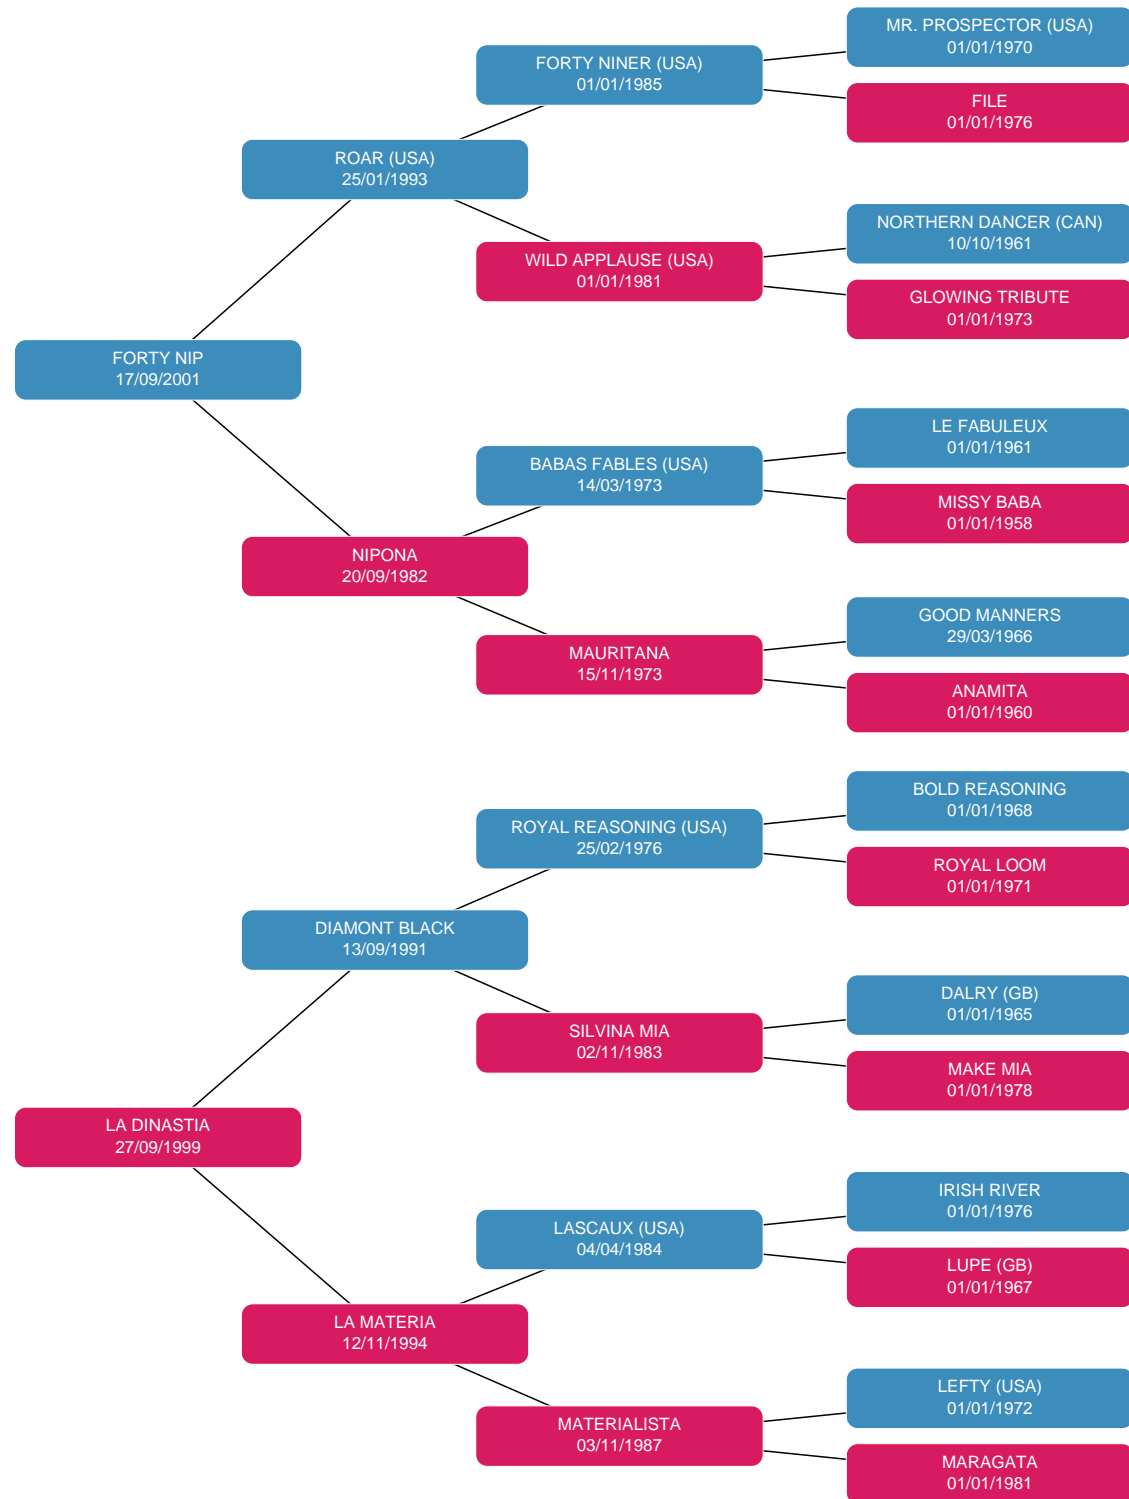 MR. PROSPECTOR (USA)
01/01/1970
FORTY NINER (USA)
01/01/1985
FILE
01/01/1976
ROAR (USA)
25/01/1993
NORTHERN DANCER (CAN)
10/10/1961
WILD APPLAUSE (USA)
01/01/1981
GLOWING TRIBUTE
01/01/1973
FORTY NIP
17/09/2001
LE FABULEUX
01/01/1961
BABAS FABLES (USA)
14/03/1973
MISSY BABA
01/01/1958
NIPONA
20/09/1982
GOOD MANNERS
29/03/1966
MAURITANA
15/11/1973
ANAMITA
01/01/1960
BOLD REASONING
01/01/1968
ROYAL REASONING (USA)
25/02/1976
ROYAL LOOM
01/01/1971
DIAMONT BLACK
13/09/1991
DALRY (GB)
01/01/1965
SILVINA MIA
02/11/1983
MAKE MIA
01/01/1978
LA DINASTIA
27/09/1999
IRISH RIVER
01/01/1976
LASCAUX (USA)
04/04/1984
LUPE (GB)
01/01/1967
LA MATERIA
12/11/1994
LEFTY (USA)
01/01/1972
MATERIALISTA
03/11/1987
MARAGATA
01/01/1981